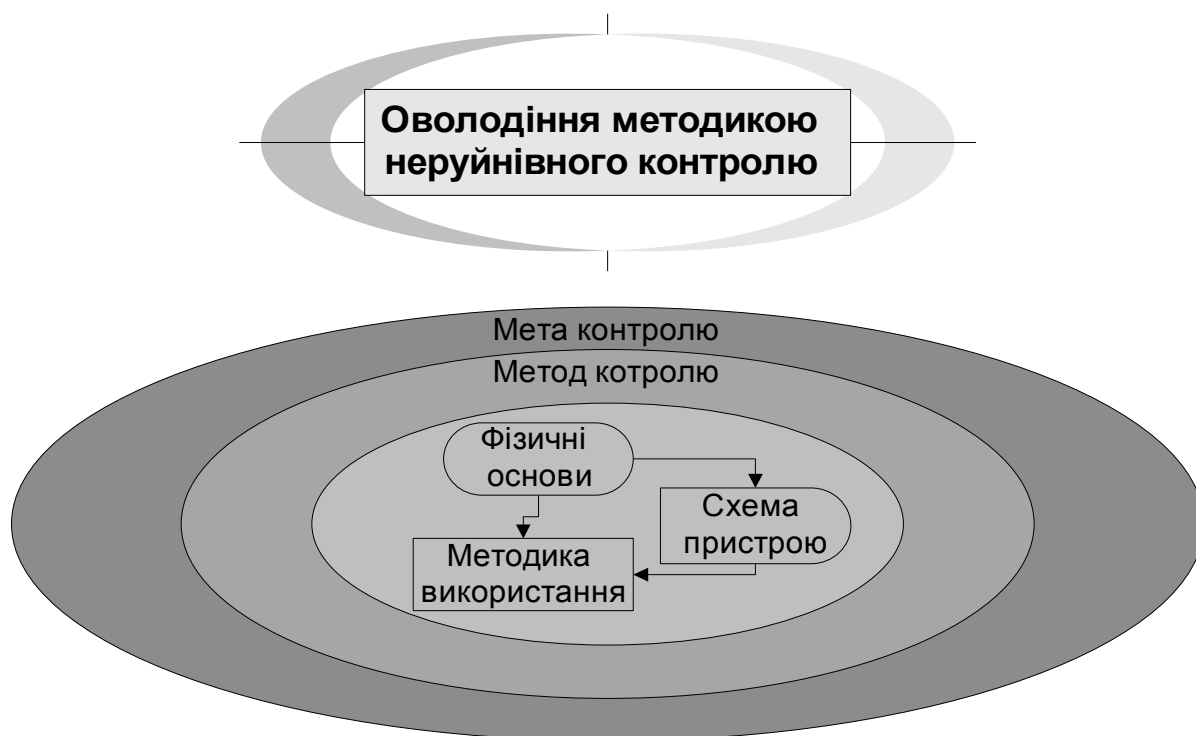 Оволодіння методикою
неруйнівного контролю
Мета контролю
Метод котролю
Фізичні
основи
Схема
пристрою
Методика
використання